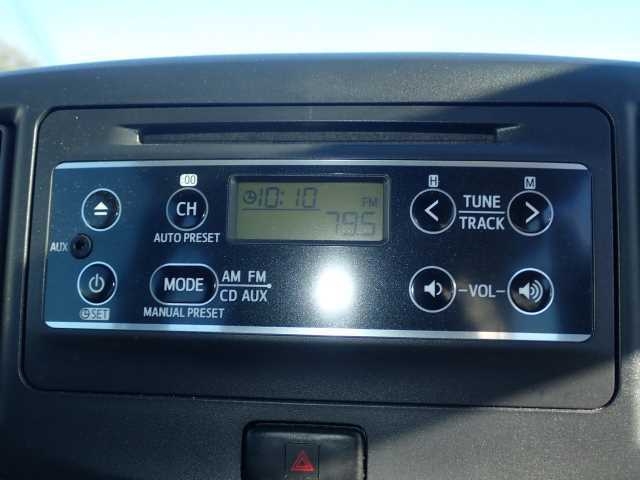 :00
10:10
FM
79.5
CH
AUTO PRESET
AUX
MODE
AM FM
CD AUX
MANUAL PRESET
SET
H
M
TUNE
TRACK
-VOL-